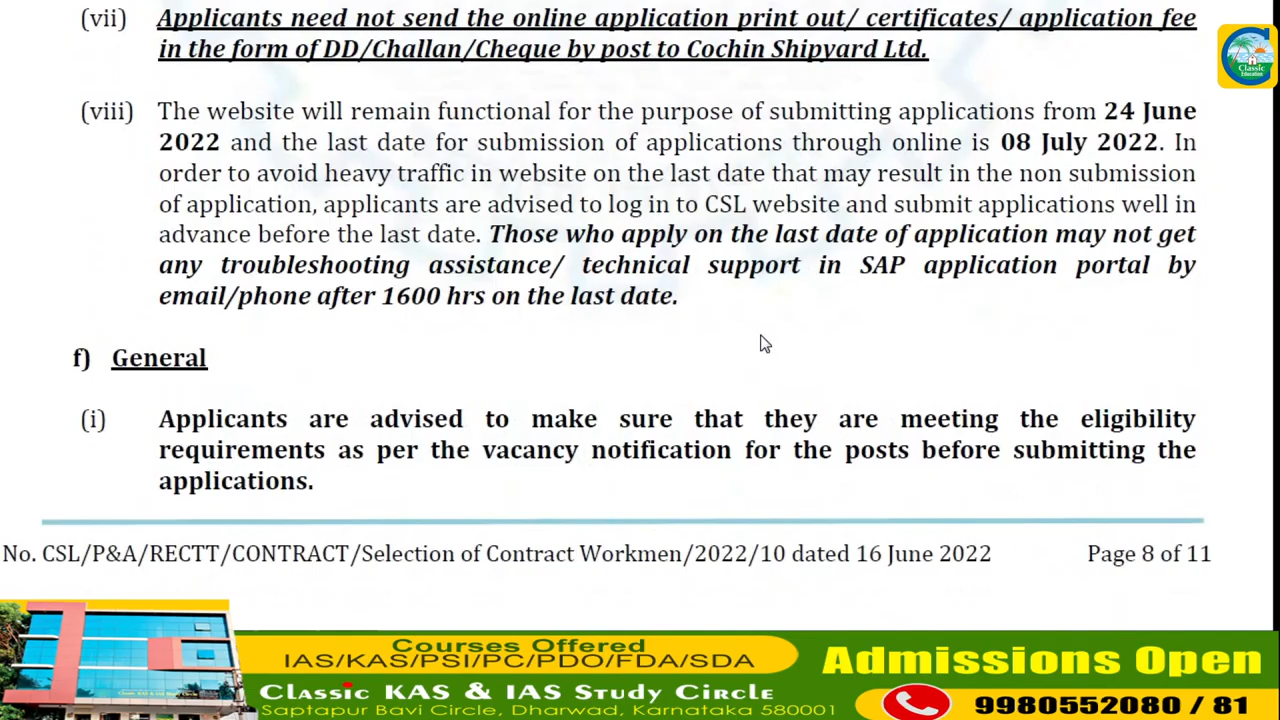 (vii) Applicants need not send the online application print out/ certificates/ application fee
in the form of DD/Challan/Cheque by post to Cochin Shipyard Ltd.
Classic
Education
(viii) The website will remain functional for the purpose of submitting applications from 24 June
2022 and the last date for submission of applications through online is 08 July 2022. In
order to avoid heavy traffic in website on the last date that may result in the non submission
of application, applicants are advised to log in to CSL website and submit applications well in
advance before the last date. Those who apply on the last date of application may not get
any troubleshooting assistance/ technical support in SAP application portal by
email/phone after 1600 hrs on the last date.
f) General
(i) Applicants are advised to make sure that they are meeting the eligibility
requirements as per the vacancy notification for the posts before submitting the
applications.
No. CSL/P&A/RECTT/CONTRACT/Selection of Contract Workmen/2022/10 dated 16 June 2022 Page 8 of 11
Courses Offered
IAS/KAS/PSI/PC/PDO/FDA/SDA
Classic KAS & IAS Study Circle
Saptapur Bavi Circle, Dharwad, Karnataka 580001
Admissions Open
9980552080 / 81